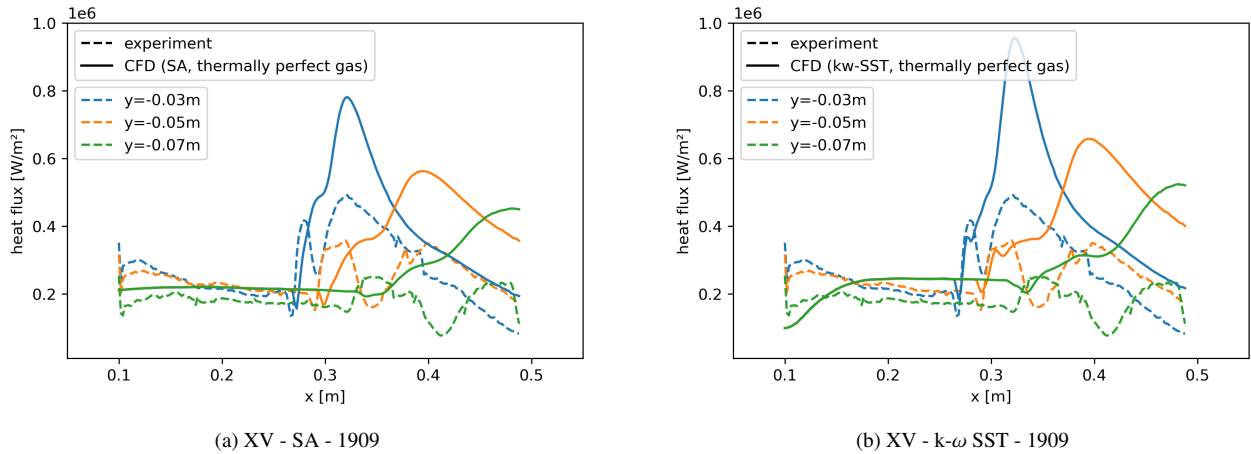 1e6
1.0
0.8
0.6
0.4
0.2
heat flux [W/m²]
experiment
CFD (SA, thermally perfect gas)
y=-0.03m
y=-0.05m
y=-0.07m
0.1 0.2 0.3 0.4 0.5
x [m]
(a) XV - SA - 1909
1e6
1.0
0.8
0.6
0.4
0.2
heat flux [W/m²]
experiment
CFD (kw-SST, thermally perfect gas)
y=-0.03m
y=-0.05m
y=-0.07m
0.1 0.2 0.3 0.4 0.5
x [m]
(b) XV - k-ω SST - 1909